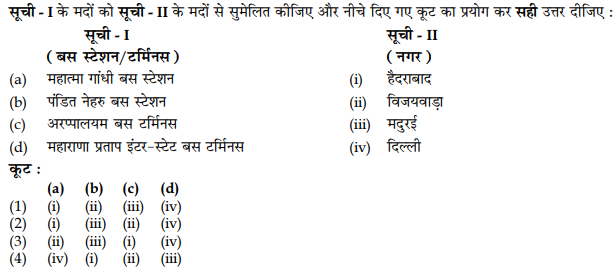 सूची - I के मदों को सूची - II के मदों से सुमेलित कीजिए और नीचे दिए गए कूट का प्रयोग कर सही उत्तर दीजिए :
सूची - I सूची - II
( बस स्टेशन/टर्मिनस ) ( नगर )
(a) महात्मा गांधी बस स्टेशन (i) हैदराबाद
(b) पंडित नेहरु बस स्टेशन (ii) विजयवाड़ा
(c) अरप्पालयम बस टर्मिनस (iii) मदुरई
(d) महाराणा प्रताप इंटर-स्टेट बस टर्मिनस (iv) दिल्ली
कूट :
(a) (b) (c) (d)
(1) (i) (ii) (iii) (iv)
(2) (i) (iii) (ii) (iv)
(3) (ii) (iii) (i) (iv)
(4) (iv) (i) (ii) (iii)